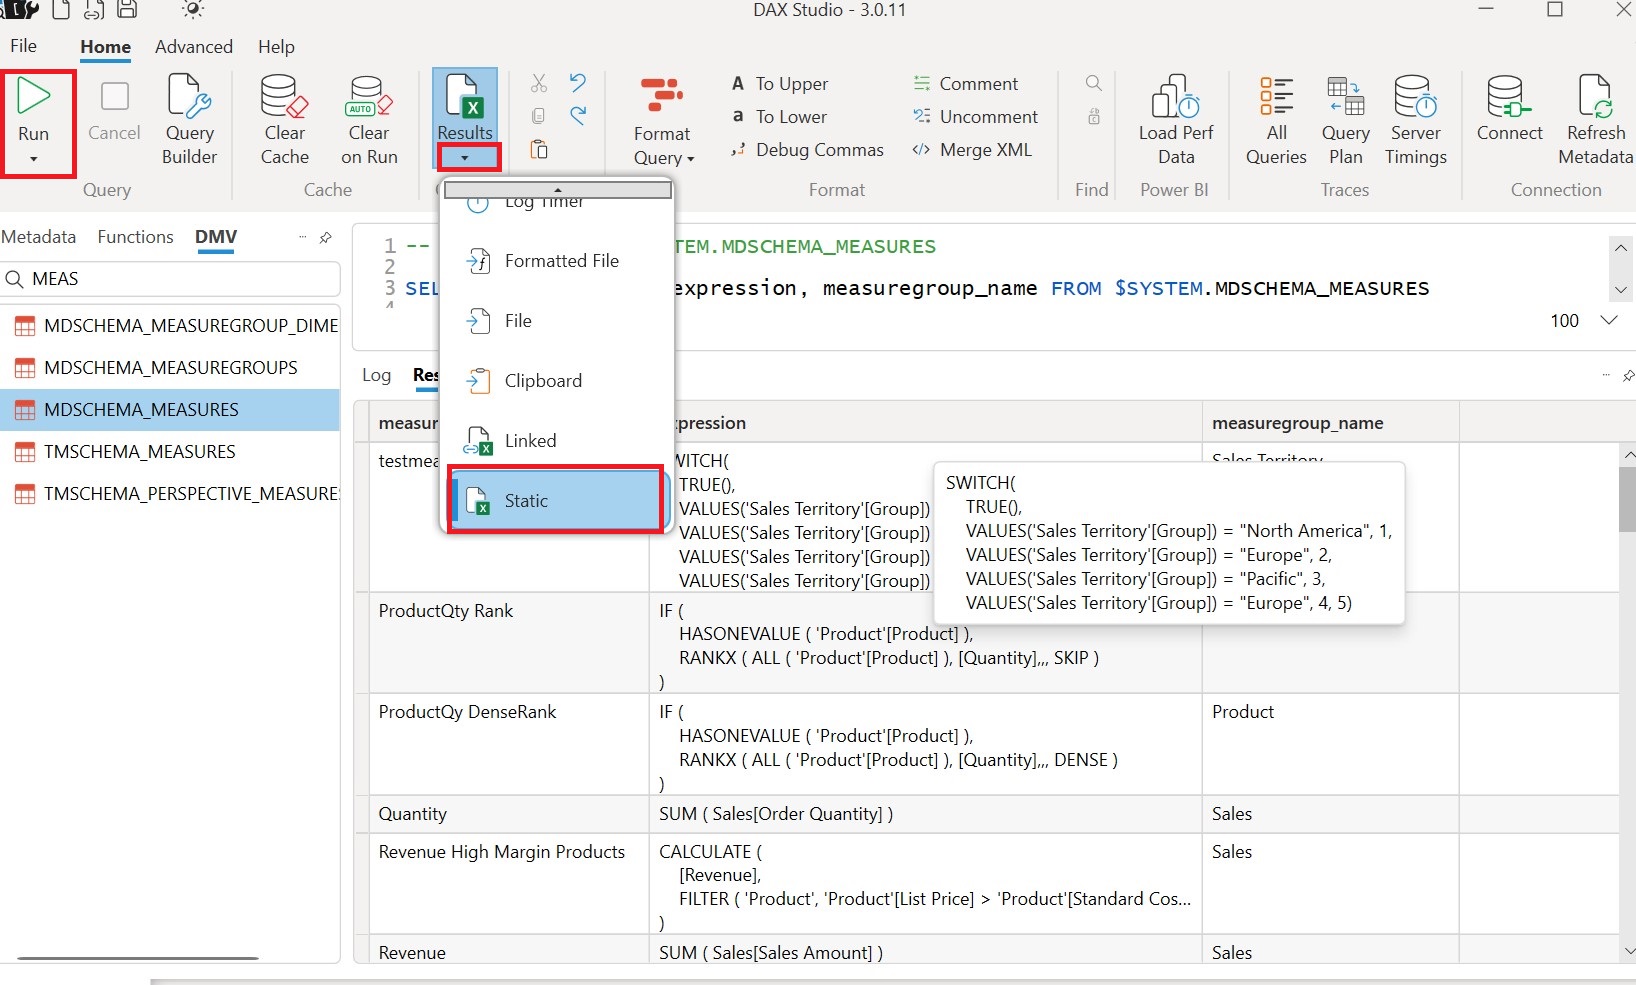 DAX Studio - 3.0.11
File Home Advanced Help
Run
Cancel
Query
Builder
Query
Clear
Cache
AUTO
Clear
on Run
Cache
Results
Format
Query
A To Upper
a To Lower
Debug Commas
Comment
Uncomment
Merge XML
Format
Find
Load Perf
Data
Power BI
All
Queries
Query
Plan
Server
Timings
Traces
Connect
Refresh
Metadata
Connection
Metadata Functions DMV
MEAS
MDSCHEMA_MEASUREGROUP_DIME
MDSCHEMA_MEASUREGROUPS
MDSCHEMA_MEASURES
TMSCHEMA_MEASURES
TMSCHEMA_PERSPECTIVE_MEASURES
Log Timer
Formatted File
File
Clipboard
Linked
Static
1 -- TEM.MDSCHEMA_MEASURES
2
3 SEL expression, measuregroup_name FROM $SYSTEM.MDSCHEMA_MEASURES
4
100
Log Res
measur pression measuregroup_name
testmea WITCH( Sales Territory
TRUE(),
VALUES('Sales Territory'[Group])
VALUES('Sales Territory'[Group])
VALUES('Sales Territory'[Group])
VALUES('Sales Territory'[Group])
SWITCH(
TRUE(),
VALUES('Sales Territory'[Group]) = "North America", 1,
VALUES('Sales Territory'[Group]) = "Europe", 2,
VALUES('Sales Territory'[Group]) = "Pacific", 3,
VALUES('Sales Territory'[Group]) = "Europe", 4, 5)
ProductQty Rank IF (
HASONEVALUE ( 'Product'[Product] ),
RANKX ( ALL ( 'Product'[Product] ), [Quantity],,, SKIP )
)
ProductQy DenseRank IF ( Product
HASONEVALUE ( 'Product'[Product] ),
RANKX ( ALL ( 'Product'[Product] ), [Quantity],,, DENSE )
)
Quantity SUM ( Sales[Order Quantity] ) Sales
Revenue High Margin Products CALCULATE ( Sales
[Revenue],
FILTER ( 'Product', 'Product'[List Price] > 'Product'[Standard Cos...
)
Revenue SUM ( Sales[Sales Amount] ) Sales